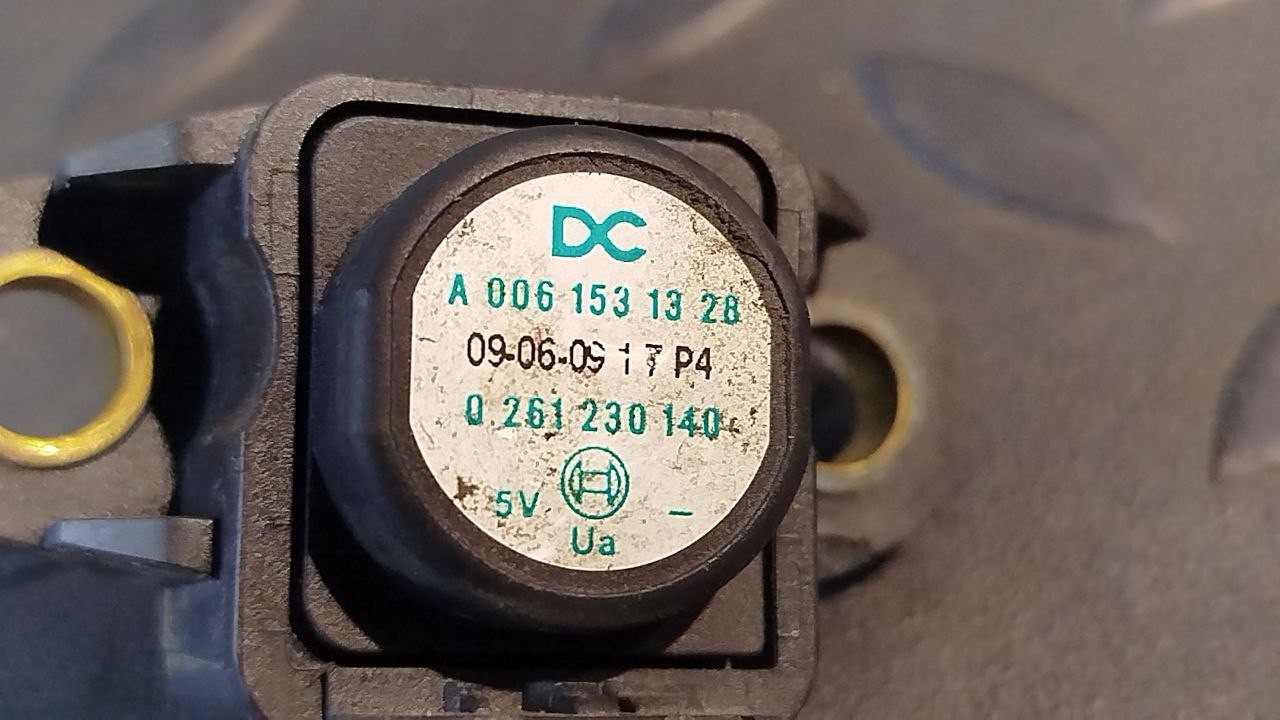 DC
A 006 153 13 28
09-06-09 1 7 P4
0 261 230 140
5V –
Ua